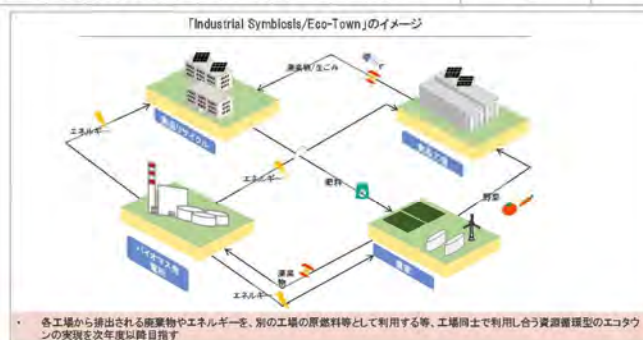 「Industrial Symbiosis/Eco-Town」のイメージ
廃棄物/生ごみ
エネルギー
食品リサイクル
食品工場
エネルギー
肥料
野菜
バイオマス発
電所
農家
廃棄
物
エネルギー
・ 各工場から排出される廃棄物やエネルギーを、別の工場の原燃料等として利用する等、工場同士で利用し合う資源循環型のエコタウ
ンの実現を次年度以降目指す